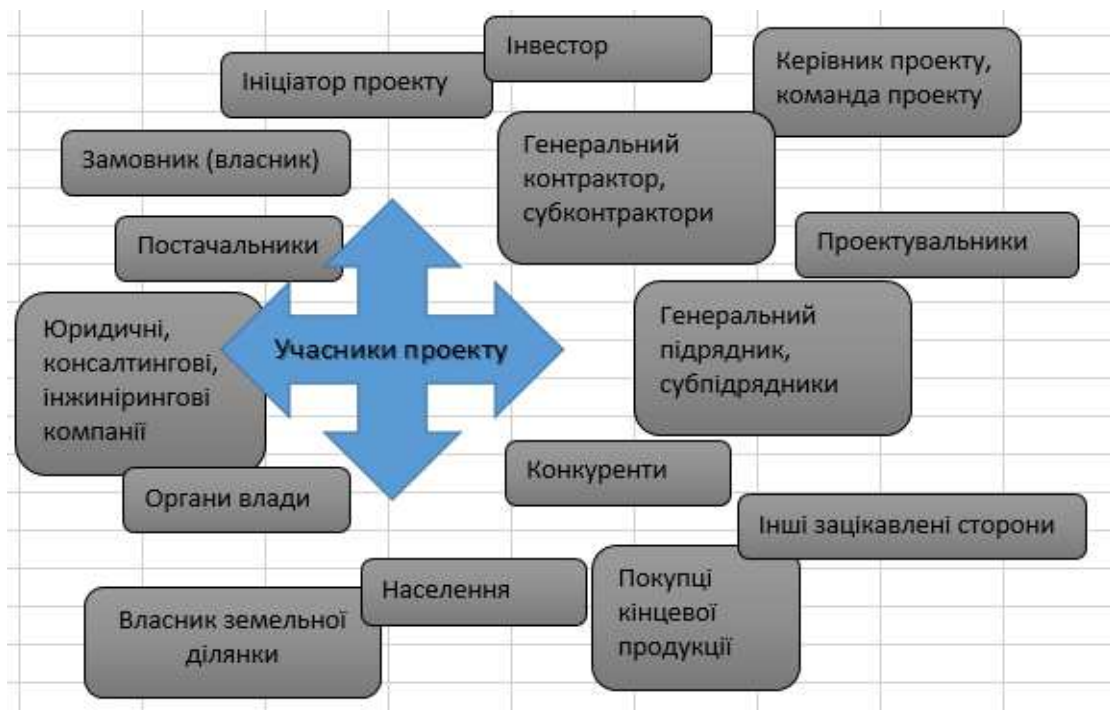 Інвестор
Ініціатор проекту
Керівник проекту,
команда проекту
Замовник (власник)
Генеральний
контрактор,
субконтрактори
Постачальники
Проектувальники
Юридичні,
консалтингові,
інжинірингові
компанії
Учасники проекту
Генеральний
підрядник,
субпідрядники
Конкуренти
Органи влади
Інші зацікавлені сторони
Населення
Покупці
кінцевої
продукції
Власник земельної
ділянки